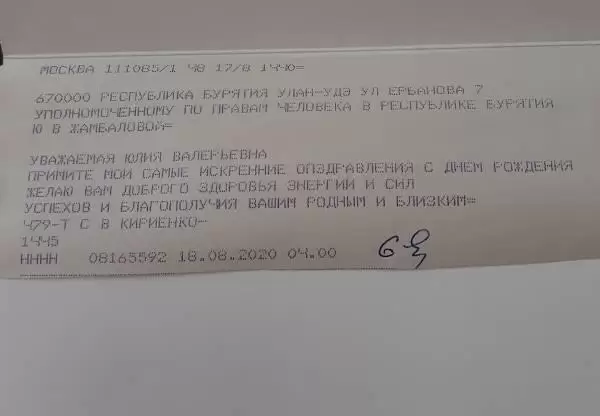 МОСКВА 111085/1 48 17/8 1440=
670000 РЕСПУБЛИКА БУРЯТИЯ УЛАН-УДЭ УЛ ЕРБАНОВА 7
УПОЛНОМОЧЕННОМУ ПО ПРАВАМ ЧЕЛОВЕКА В РЕСПУБЛИКЕ БУРЯТИЯ
Ю В ЖАМБАЛОВОЙ=
УВАЖАЕМАЯ ЮЛИЯ ВАЛЕРЬЕВНА
ПРИМИТЕ МОИ САМЫЕ ИСКРЕННИЕ ОПЗДРАВЛЕНИЯ С ДНЕМ РОЖДЕНИЯ
ЖЕЛАЮ ВАМ ДОБРОГО ЗДОРОВЬЯ ЭНЕРГИИ И СИЛ
УСПЕХОВ И БЛАГОПОЛУЧИЯ ВАШИМ РОДНЫМ И БЛИЗКИМ=
479-Т С В КИРИЕНКО-
1445
НННН 08165592 18.08.2020 04.00